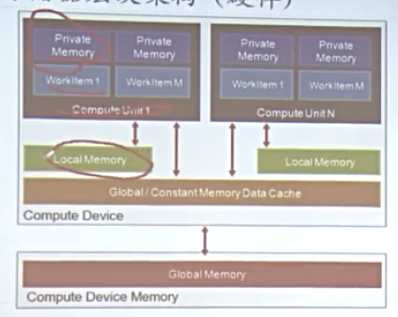 Private Memory
Private Memory
Private Memory
Private Memory
WorkItem 1
WorkItem M
WorkItem 1
WorkItem M
Compute Unit 1
Compute Unit N
Local Memory
Local Memory
Global / Constant Memory Data Cache
Compute Device
Global Memory
Compute Device Memory